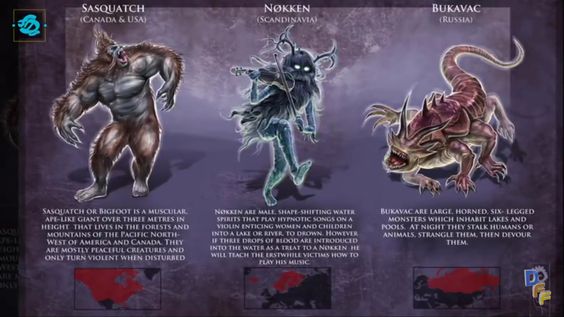 SASQUATCH
(CANADA & USA)
SASQUATCH OR BIGFOOT IS A MUSCULAR,
APE-LIKE GIANT OVER THREE METRES IN
HEIGHT THAT LIVES IN THE FORESTS AND
MOUNTAINS OF THE PACIFIC NORTH-
WEST OF AMERICA AND CANADA. THEY
ARE MOSTLY PEACEFUL CREATURES AND
ONLY TURN VIOLENT WHEN DISTURBED
NØKKEN
(SCANDINAVIA)
NØKKEN ARE MALE, SHAPE-SHIFTING WATER
SPIRITS THAT PLAY HYPNOTIC SONGS ON
A VIOLIN ENTICING WOMEN AND CHILDREN
INTO A LAKE OR RIVER, TO DROWN. HOWEVER
IF THREE DROPS OF BLOOD ARE INTRODUCED
INTO THE WATER AS A TREAT TO A NØKKEN HE
WILL TEACH THE ERSTWHILE VICTIMS HOW TO
PLAY HIS MUSIC
BUKAVAC
(RUSSIA)
BUKAVAC ARE LARGE, HORNED, SIX- LEGGED
MONSTERS WHICH INHABIT LAKES AND
POOLS. AT NIGHT THEY STALK HUMANS OR
ANIMALS, STRANGLE THEM, THEN DEVOUR
THEM.